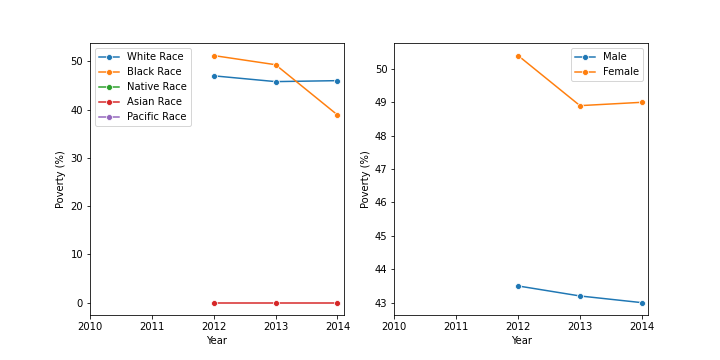 White Race
Black Race
Native Race
Asian Race
Pacific Race
50
40
30
20
10
0
Poverty (%)
2010 2011 2012 2013 2014
Year
Male
Female
50
49
48
47
46
45
44
43
Poverty (%)
2010 2011 2012 2013 2014
Year